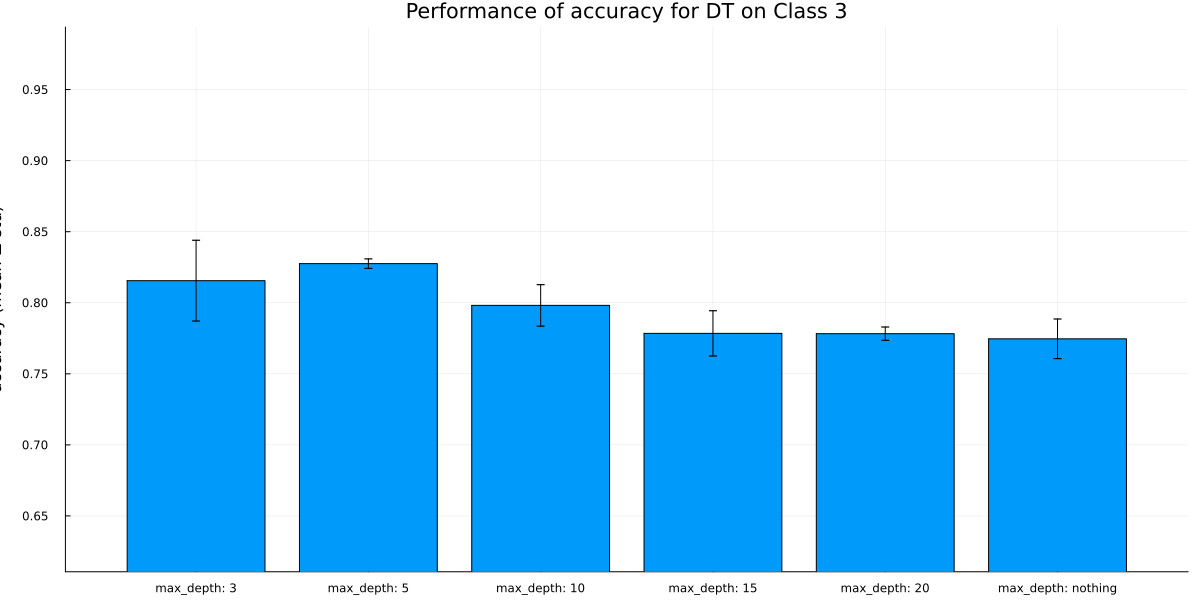 Performance of accuracy for DT on Class 3
0.95
0.90
0.85
0.80
0.75
0.70
0.65
max_depth: 3
max_depth: 5
max_depth: 10
max_depth: 15
max_depth: 20
max_depth: nothing